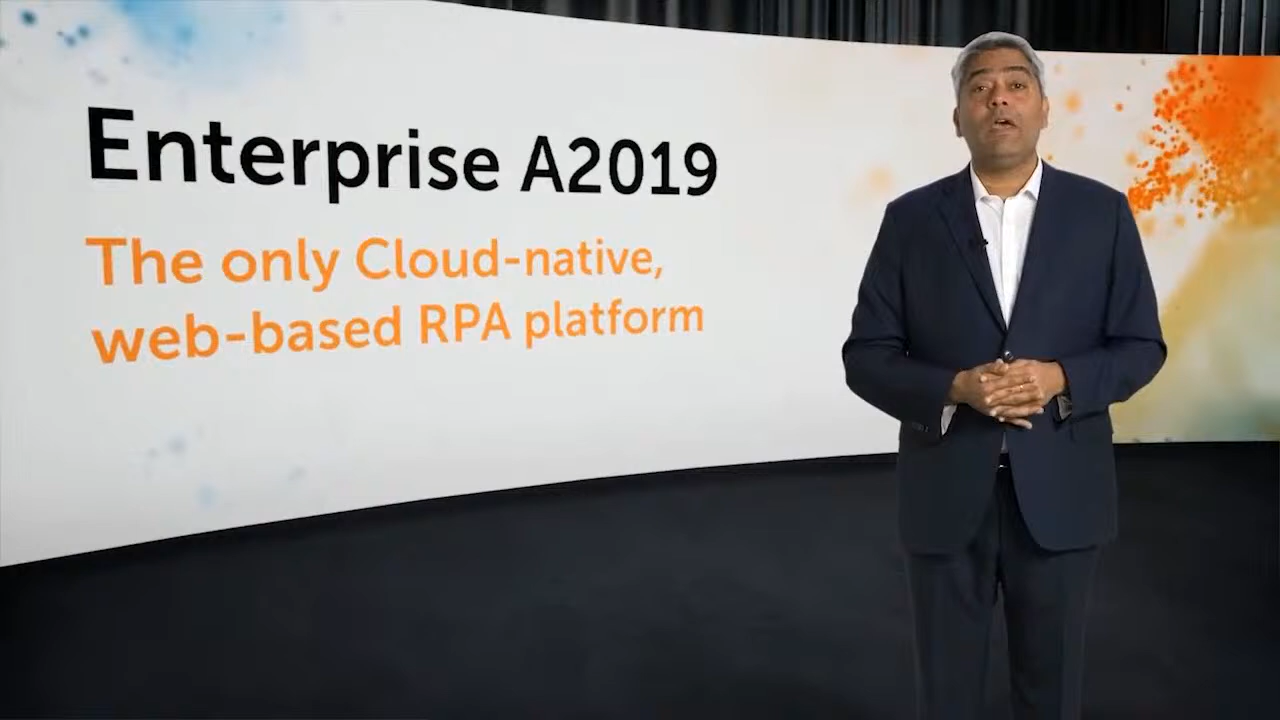 Enterprise A2019
The only Cloud-native,
web-based RPA platform